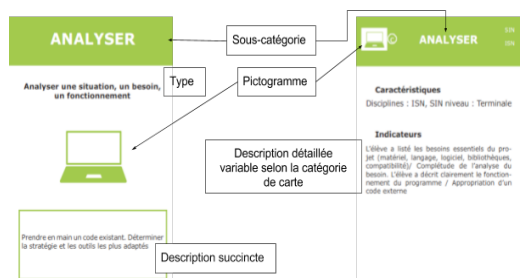 ANALYSER
Analyser une situation, un besoin,
un fonctionnement
Prendre en main un code existant. Déterminer
la stratégie et les outils les plus adaptés
Sous-catégorie
Type
Pictogramme
Description détaillée
variable selon la catégorie
de carte
Description succincte
ANALYSER
SIN
SIN
Caractéristiques
Disciplines : ISN, SIN niveau : Terminale
Indicateurs
L'élève a listé les besoins essentiels du pro-
jet (matériel, langage, logiciel, bibliothèques,
compatibilité)/ Complétude de l'analyse du
besoin. L'élève a décrit clairement le fonction-
nement du programme / Appropriation d'un
code externe